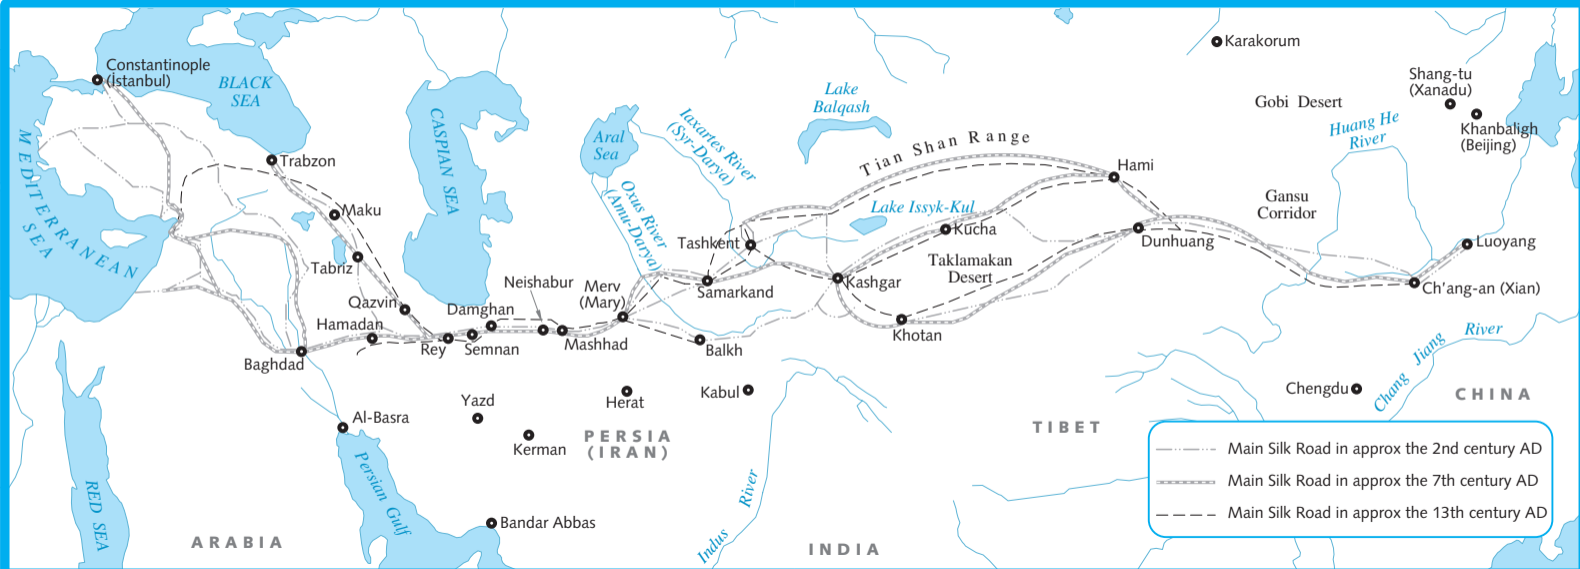 Constantinople
(İstanbul)
BLACK
SEA
MEDITERRANEAN
SEA
Trabzon
Maku
Tabriz
Qazvin
Hamadan
Baghdad
Rey
Semnan
Damghan
Neishabur
Mashhad
Merv
(Mary)
CASPIAN SEA
Aral
Sea
Oxus River
(Amu-Darya)
Iaxartes River
(Syr-Darya)
Lake
Balqash
Tashkent
Samarkand
Balkh
Kashgar
Lake Issyk-Kul
Kucha
Tian Shan Range
Taklamakan
Desert
Khotan
Hami
Dunhuang
Gansu
Corridor
Karakorum
Gobi Desert
Shang-tu
(Xanadu)
Khanbaligh
(Beijing)
Huang He
River
Luoyang
Ch'ang-an (Xian)
Chang Jiang River
Chengdu
CHINA
TIBET
INDIA
Indus River
Kabul
Herat
PERSIA
(IRAN)
Yazd
Kerman
Al-Basra
Persian Gulf
Bandar Abbas
ARABIA
RED SEA
Main Silk Road in approx the 2nd century AD
Main Silk Road in approx the 7th century AD
Main Silk Road in approx the 13th century AD